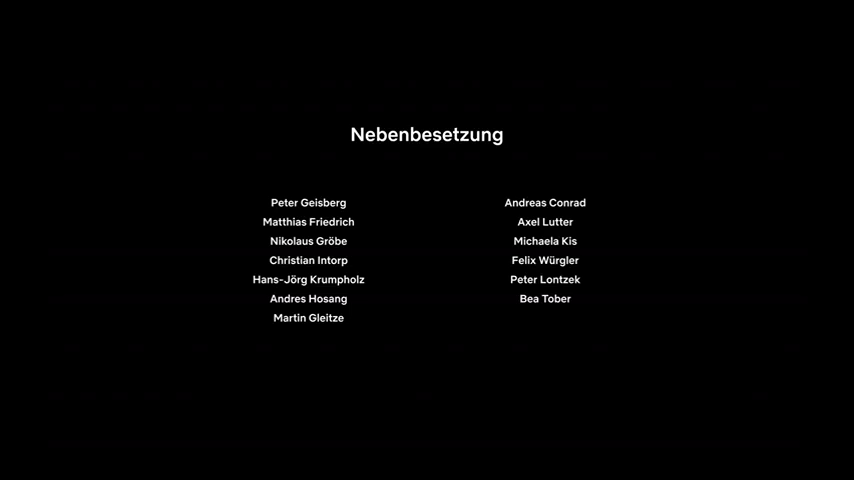 Nebenbesetzung
Peter Geisberg
Matthias Friedrich
Nikolaus Gröbe
Christian Intorp
Hans-Jörg Krumpholz
Andres Hosang
Martin Gleitze
Andreas Conrad
Axel Lutter
Michaela Kis
Felix Würgler
Peter Lontzek
Bea Tober